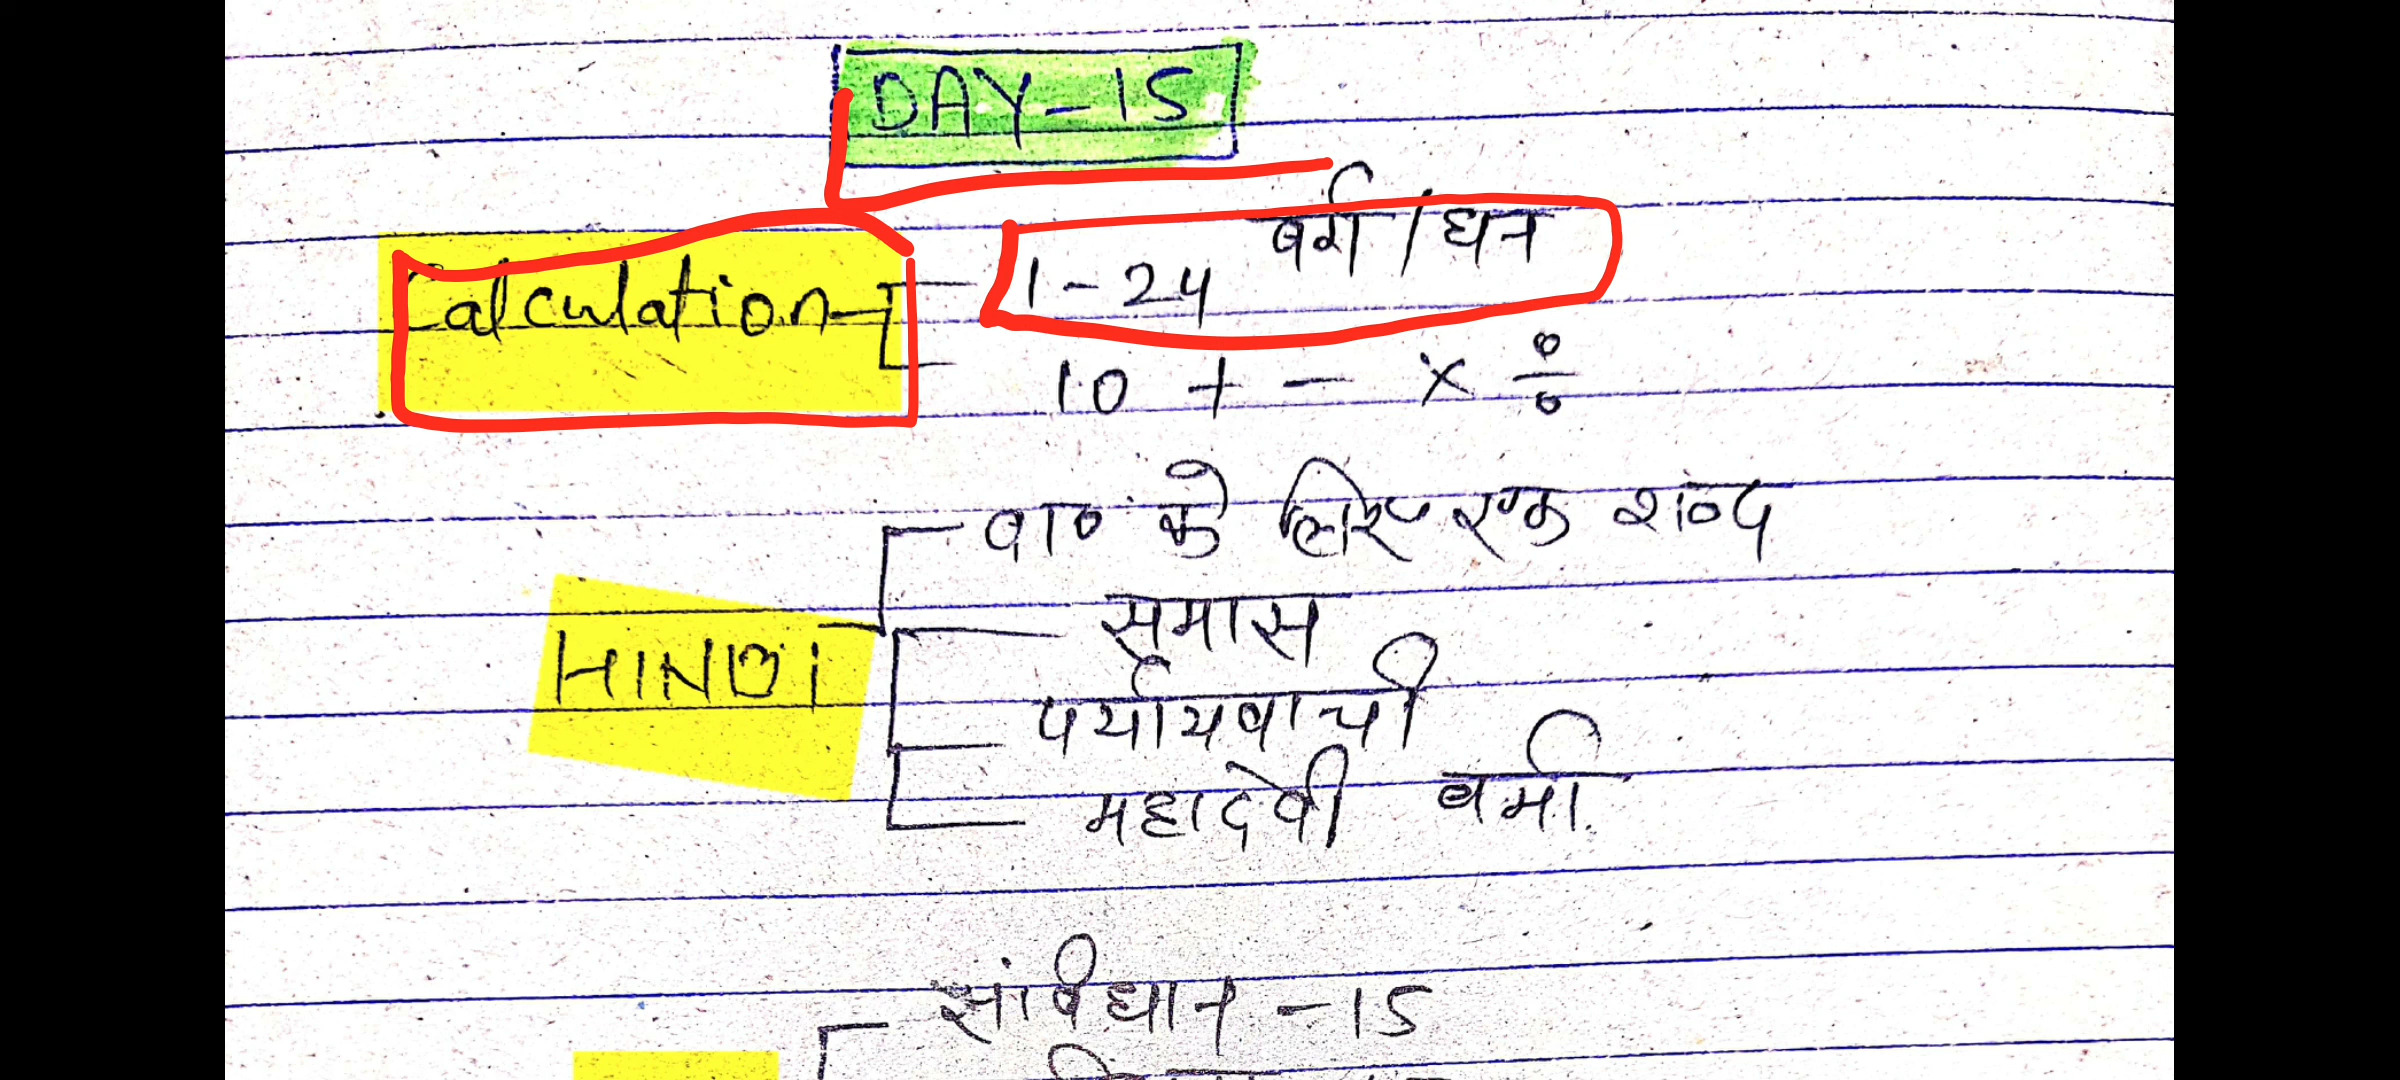 DAY-15
Calculation
1-24 वर्ग / घन
10 + - × ÷
HINDI
वा० के लिए एक शब्द
समास
पर्यायवाची
महादेवी वर्मा
संविधान -15